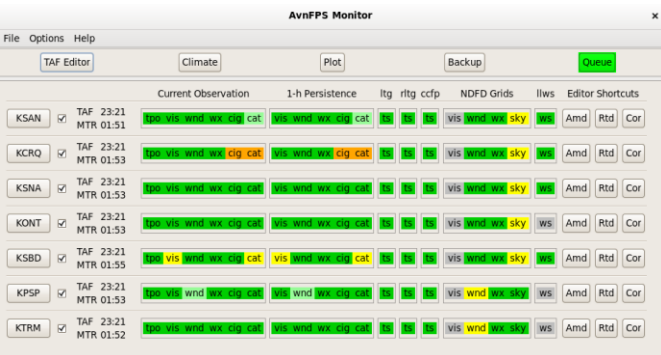 AvnFPS Monitor x
File Options Help
TAF Editor Climate Plot Backup Queue
Current Observation 1-h Persistence ltg rltg ccfp NDFD Grids llws Editor Shortcuts
KSAN TAF 23:21 tpo vis wnd wx cig cat vis wnd wx cig cat ts ts ts vis wnd wx sky ws Amd Rtd Cor
MTR 01:51
KCRQ TAF 23:21 tpo vis wnd wx cig cat vis wnd wx cig cat ts ts ts vis wnd wx sky ws Amd Rtd Cor
MTR 01:53
KSNA TAF 23:21 tpo vis wnd wx cig cat vis wnd wx cig cat ts ts ts vis wnd wx sky ws Amd Rtd Cor
MTR 01:53
KONT TAF 23:21 tpo vis wnd wx cig cat vis wnd wx cig cat ts ts ts vis wnd wx sky ws Amd Rtd Cor
MTR 01:53
KSBD TAF 23:21 tpo vis wnd wx cig cat vis wnd wx cig cat ts ts ts vis wnd wx sky ws Amd Rtd Cor
MTR 01:55
KPSP TAF 23:21 tpo vis wnd wx cig cat vis wnd wx cig cat ts ts ts vis wnd wx sky ws Amd Rtd Cor
MTR 01:53
KTRM TAF 23:21 tpo vis wnd wx cig cat vis wnd wx cig cat ts ts ts vis wnd wx sky ws Amd Rtd Cor
MTR 01:52